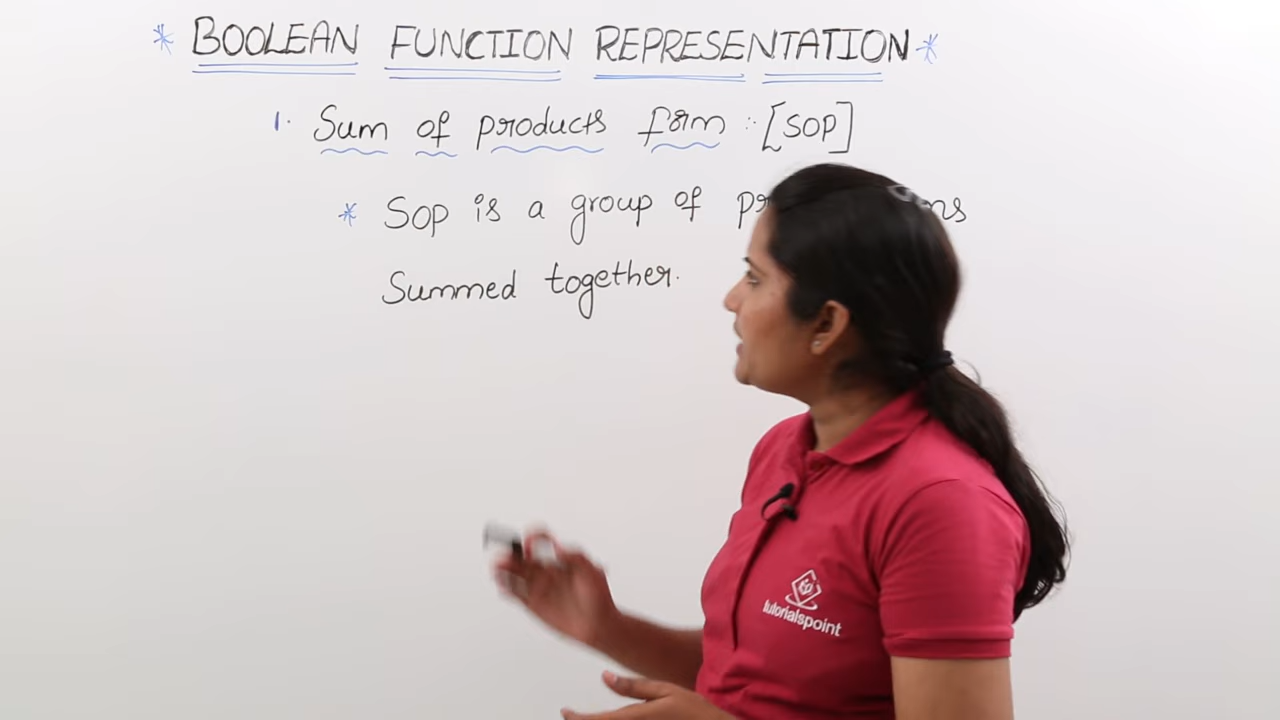 * BOOLEAN FUNCTION REPRESENTATION *
1. Sum of products form :- [SOP]
* SOP is a group of
Summed together.
tutorialspoint